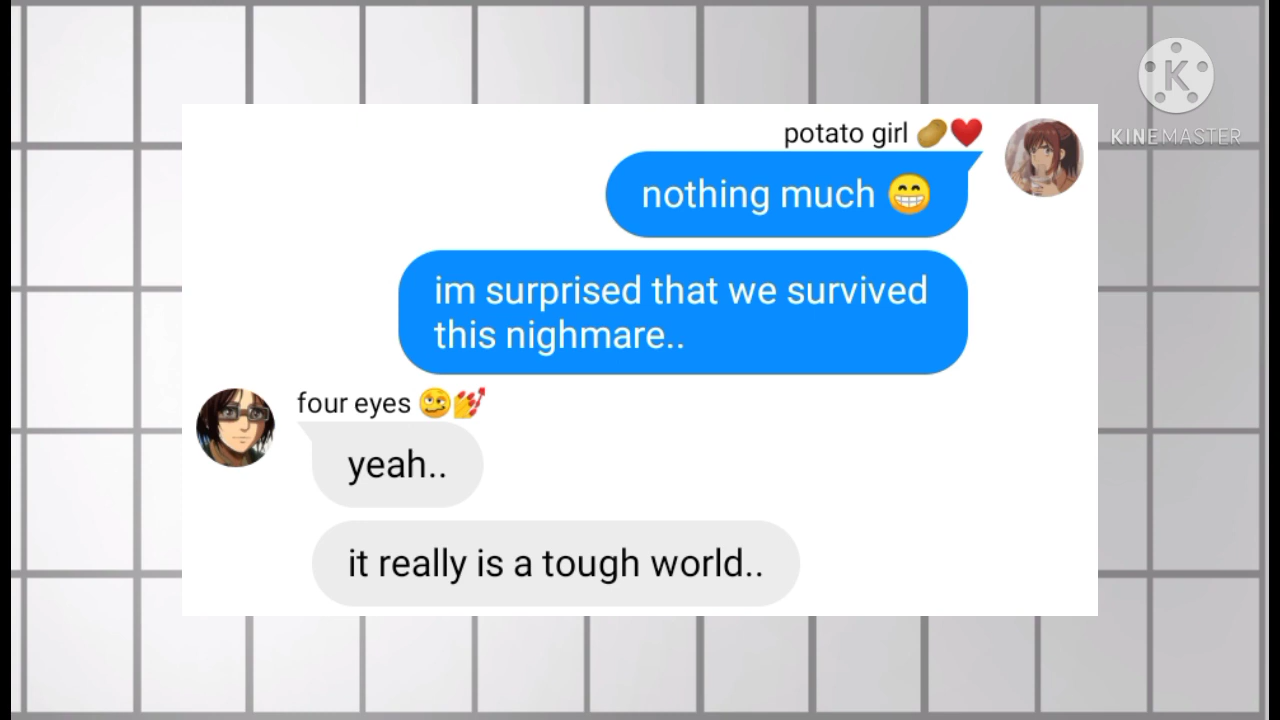 potato girl 🥔❤️
K
KINEMASTER
nothing much 😁
im surprised that we survived
this nighmare..
four eyes 🥴💅
yeah..
it really is a tough world..